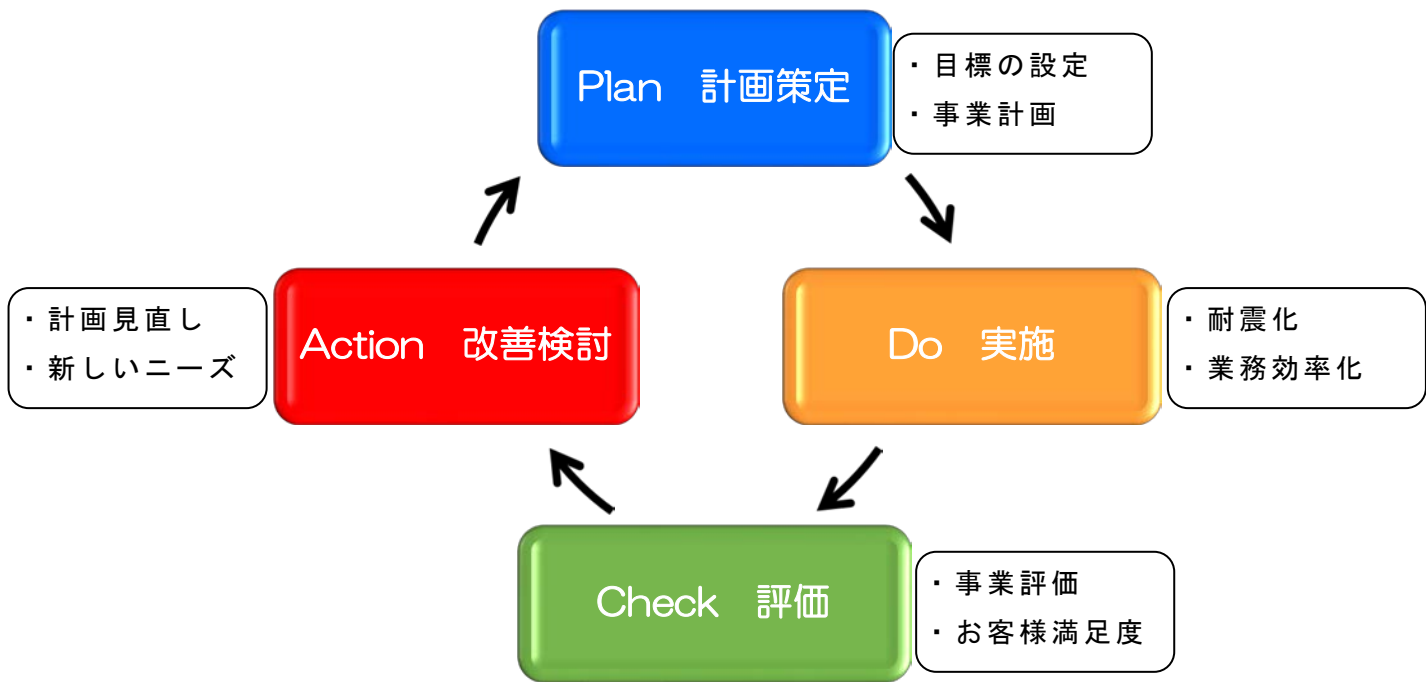 Plan　計画策定
・目標の設定
・事業計画
Do　実施
・耐震化
・業務効率化
Check　評価
・事業評価
・お客様満足度
Action　改善検討
・計画見直し
・新しいニーズ